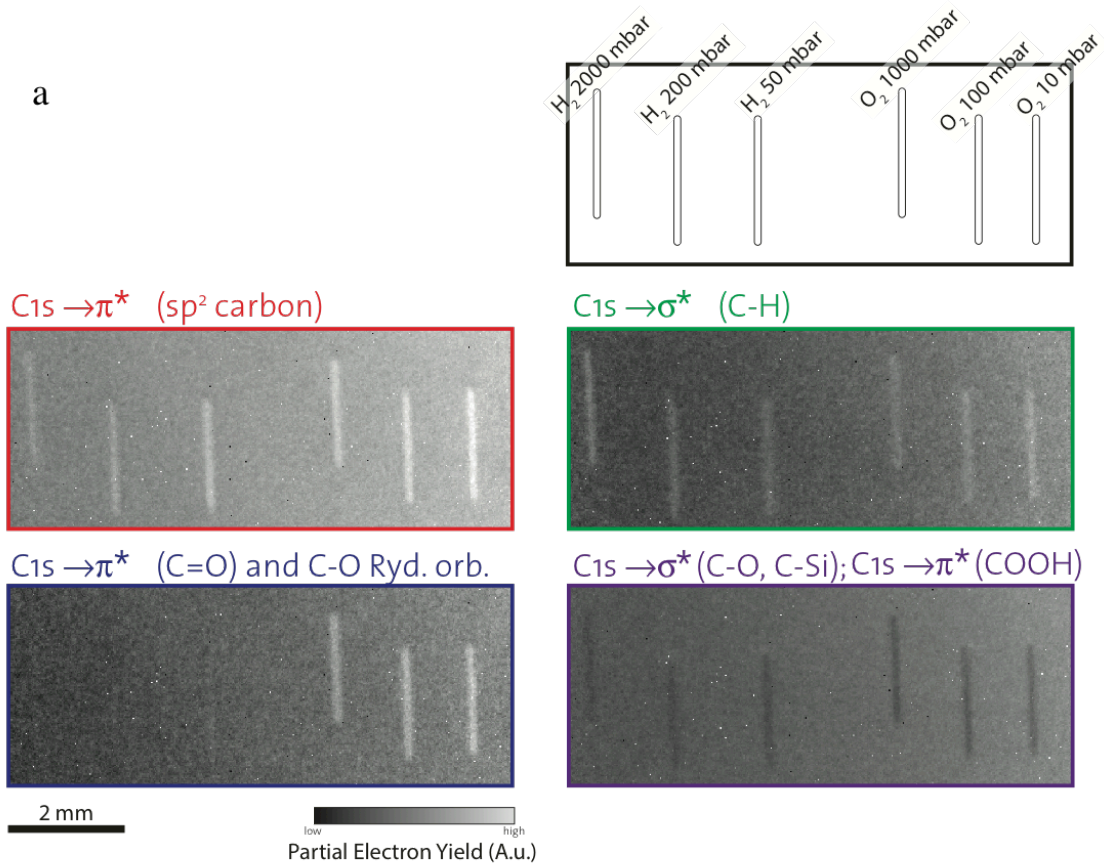 a
H₂ 2000 mbar
H₂ 200 mbar
H₂ 50 mbar
O₂ 1000 mbar
O₂ 100 mbar
O₂ 10 mbar
C1s →π* (sp² carbon)
C1s →σ* (C-H)
C1s →π* (C=O) and C-O Ryd. orb.
C1s →σ* (C-O, C-Si); C1s →π* (COOH)
2 mm
low
high
Partial Electron Yield (A.u.)